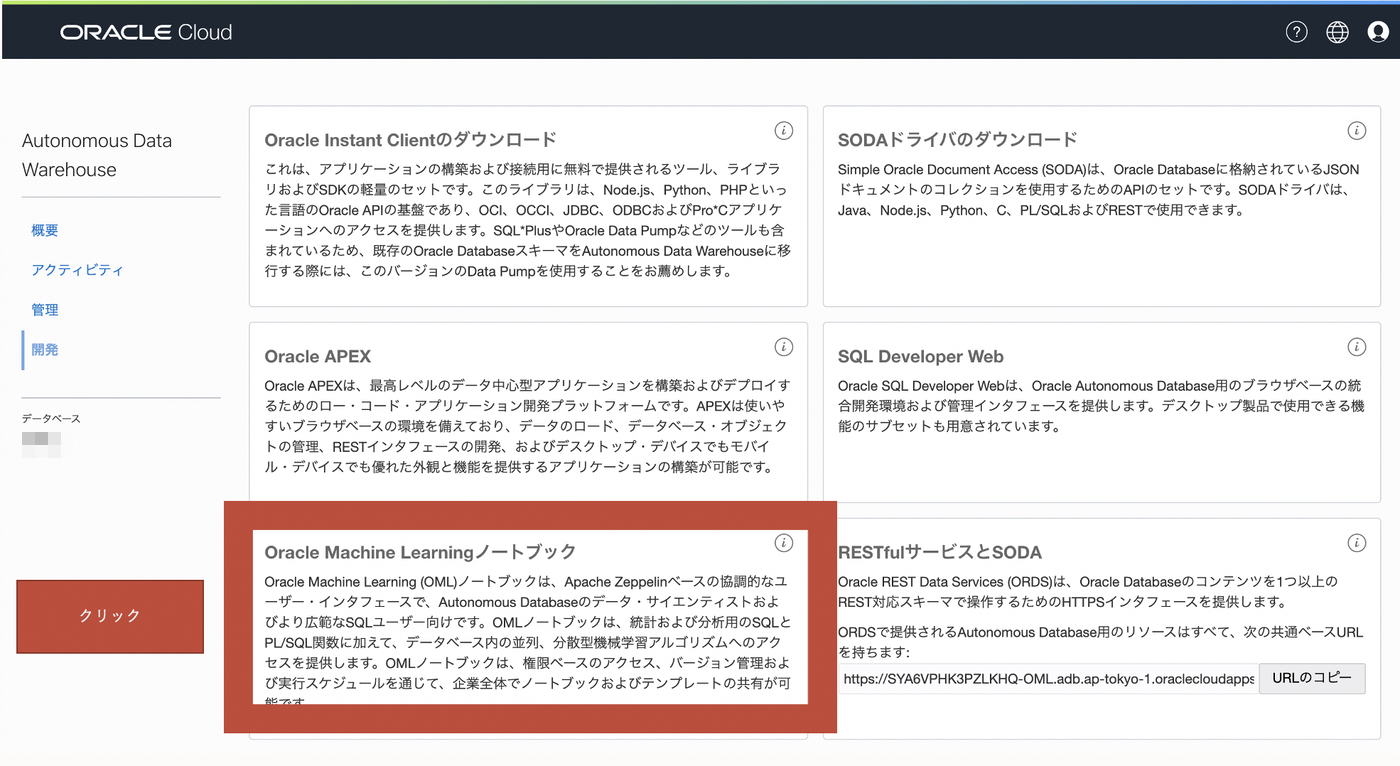 ORACLE Cloud
Autonomous Data
Warehouse
概要
アクティビティ
管理
開発
データベース
クリック
Oracle Instant Clientのダウンロード
これは、アプリケーションの構築および接続用に無料で提供されるツール、ライブラ
リおよびSDKの軽量のセットです。このライブラリは、Node.js、Python、PHPといっ
た言語のOracle APIの基盤であり、OCI、OCCI、JDBC、ODBCおよびPro*Cアプリケ
ーションへのアクセスを提供します。SQL*PlusやOracle Data Pumpなどのツールも含
まれているため、既存のOracle DatabaseスキーマをAutonomous Data Warehouseに移
行する際には、このバージョンのData Pumpを使用することをお薦めします。
SODAドライバのダウンロード
Simple Oracle Document Access (SODA)は、Oracle Databaseに格納されているJSON
ドキュメントのコレクションを使用するためのAPIのセットです。SODAドライバは、
Java、Node.js、Python、C、PL/SQLおよびRESTで使用できます。
Oracle APEX
Oracle APEXは、最高レベルのデータ中心型アプリケーションを構築およびデプロイす
るためのロー・コード・アプリケーション開発プラットフォームです。APEXは使いや
すいブラウザベースの環境を備えており、データのロード、データベース・オブジェク
トの管理、RESTインタフェースの開発、およびデスクトップ・デバイスでもモバイ
ル・デバイスでも優れた外観と機能を提供するアプリケーションの構築が可能です。
SQL Developer Web
Oracle SQL Developer Webは、Oracle Autonomous Database用のブラウザベースの統
合開発環境および管理インタフェースを提供します。デスクトップ製品で使用できる機
能のサブセットも用意されています。
Oracle Machine Learningノートブック
Oracle Machine Learning (OML)ノートブックは、Apache Zeppelinベースの協調的なユ
ーザー・インタフェースで、Autonomous Databaseのデータ・サイエンティストおよ
びより広範なSQLユーザー向けです。OMLノートブックは、統計および分析用のSQLと
PL/SQL関数に加えて、データベース内の並列、分散型機械学習アルゴリズムへのアク
セスを提供します。OMLノートブックは、権限ベースのアクセス、バージョン管理およ
び実行スケジュールを通じて、企業全体でノートブックおよびテンプレートの共有が可
能です
RESTfulサービスとSODA
Oracle REST Data Services (ORDS)は、Oracle Databaseのコンテンツを1つ以上の
REST対応スキーマで操作するためのHTTPSインタフェースを提供します。
ORDSで提供されるAutonomous Database用のリソースはすべて、次の共通ベースURL
を持ちます:
https://SYA6VPHK3PZLKHQ-OML.adb.ap-tokyo-1.oraclecloudapps
URLのコピー